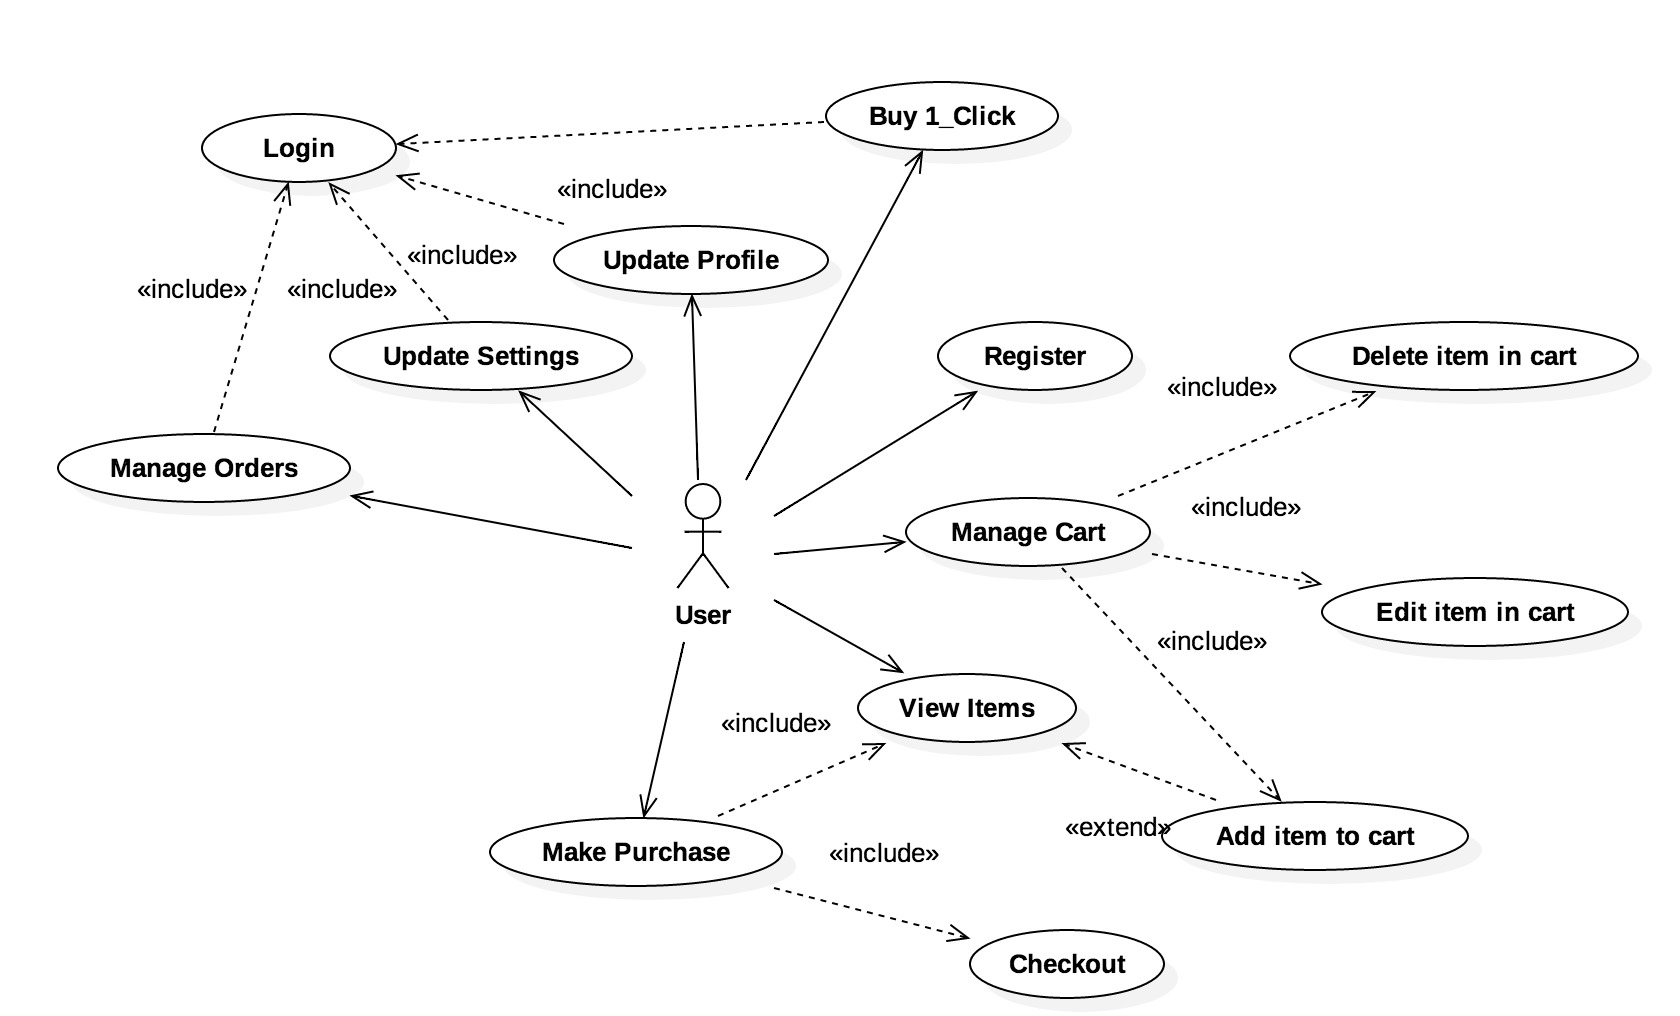 Buy 1_Click
Login
«include»
«include»
Update Profile
«include»
«include»
Update Settings
Register
Delete item in cart
«include»
Manage Orders
«include»
Manage Cart
Edit item in cart
User
«include»
View Items
«include»
«extend»
Add item to cart
Make Purchase
«include»
Checkout